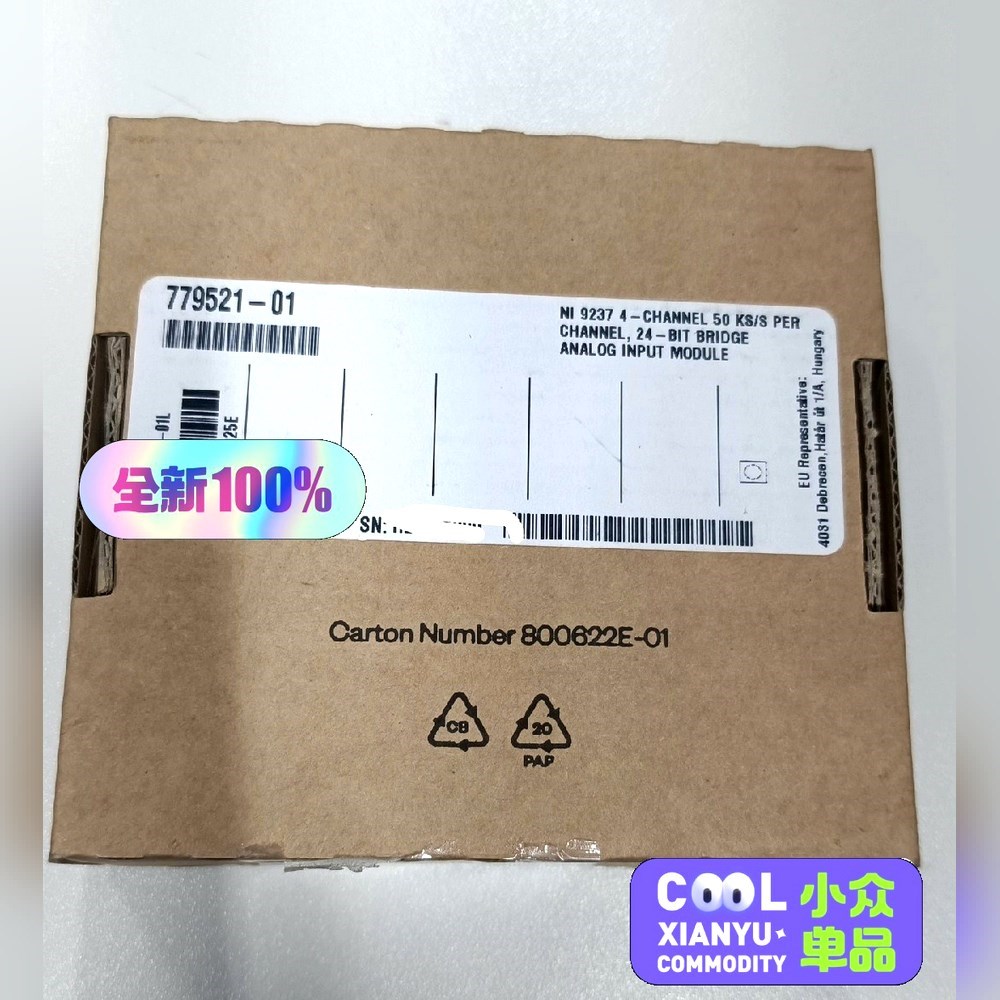 779521-01
NI 9237 4-CHANNEL 50 KS/S PER
CHANNEL, 24-BIT BRIDGE
ANALOG INPUT MODULE
EU Representative:
4031 Debrecen,Határ út 1/A, Hungary
-01L
25E
全新100%
SN:
Carton Number 800622E-01
CB
20
PAP
COOL 小众
XIANYU 单品
COMMODITY